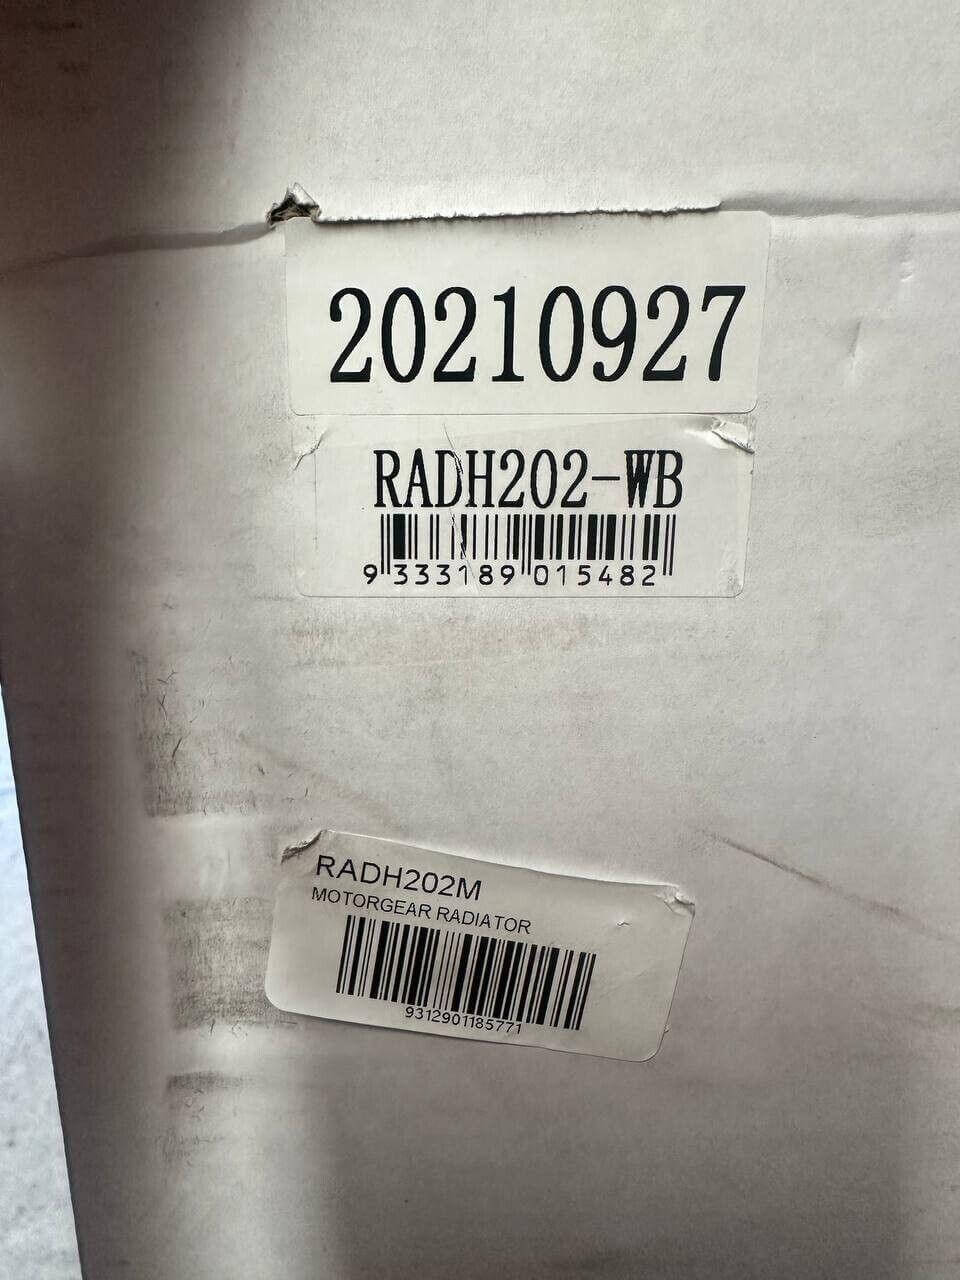 20210927
RADH202-WB
9 333189 015482
RADH202M
MOTORGEAR RADIATOR
9312901185771